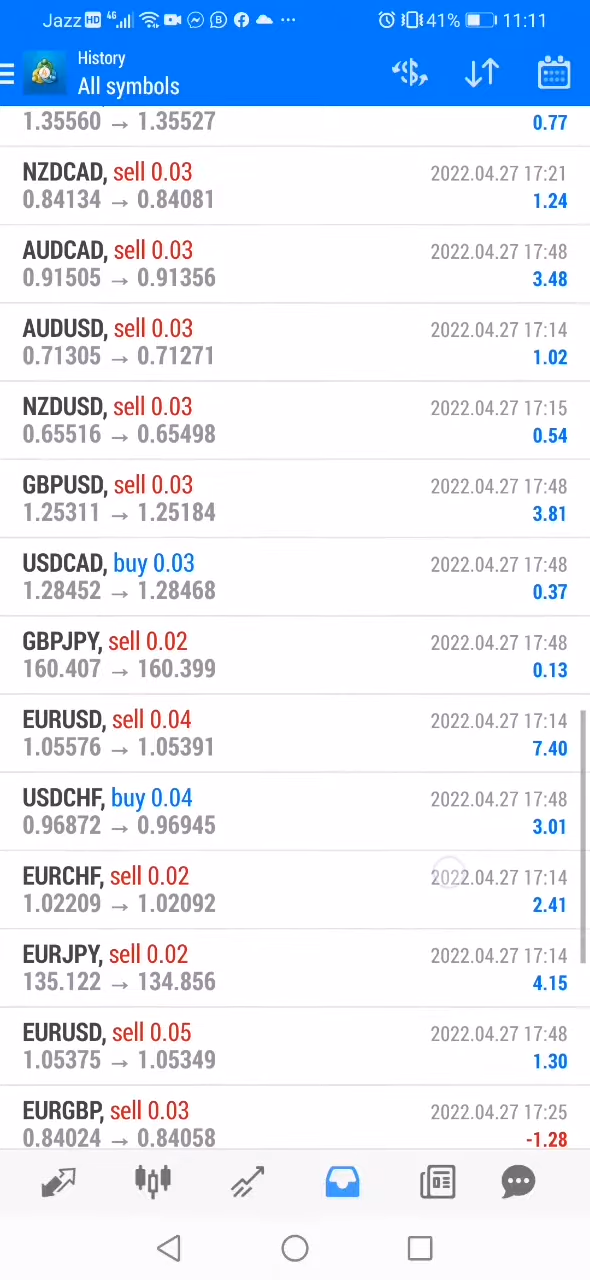 Jazz HD 4G 41% 11:11
History
All symbols
1.35560 → 1.35527 0.77
NZDCAD, sell 0.03 2022.04.27 17:21
0.84134 → 0.84081 1.24
AUDCAD, sell 0.03 2022.04.27 17:48
0.91505 → 0.91356 3.48
AUDUSD, sell 0.03 2022.04.27 17:14
0.71305 → 0.71271 1.02
NZDUSD, sell 0.03 2022.04.27 17:15
0.65516 → 0.65498 0.54
GBPUSD, sell 0.03 2022.04.27 17:48
1.25311 → 1.25184 3.81
USDCAD, buy 0.03 2022.04.27 17:48
1.28452 → 1.28468 0.37
GBPJPY, sell 0.02 2022.04.27 17:48
160.407 → 160.399 0.13
EURUSD, sell 0.04 2022.04.27 17:14
1.05576 → 1.05391 7.40
USDCHF, buy 0.04 2022.04.27 17:48
0.96872 → 0.96945 3.01
EURCHF, sell 0.02 2022.04.27 17:14
1.02209 → 1.02092 2.41
EURJPY, sell 0.02 2022.04.27 17:14
135.122 → 134.856 4.15
EURUSD, sell 0.05 2022.04.27 17:48
1.05375 → 1.05349 1.30
EURGBP, sell 0.03 2022.04.27 17:25
0.84024 → 0.84058 -1.28